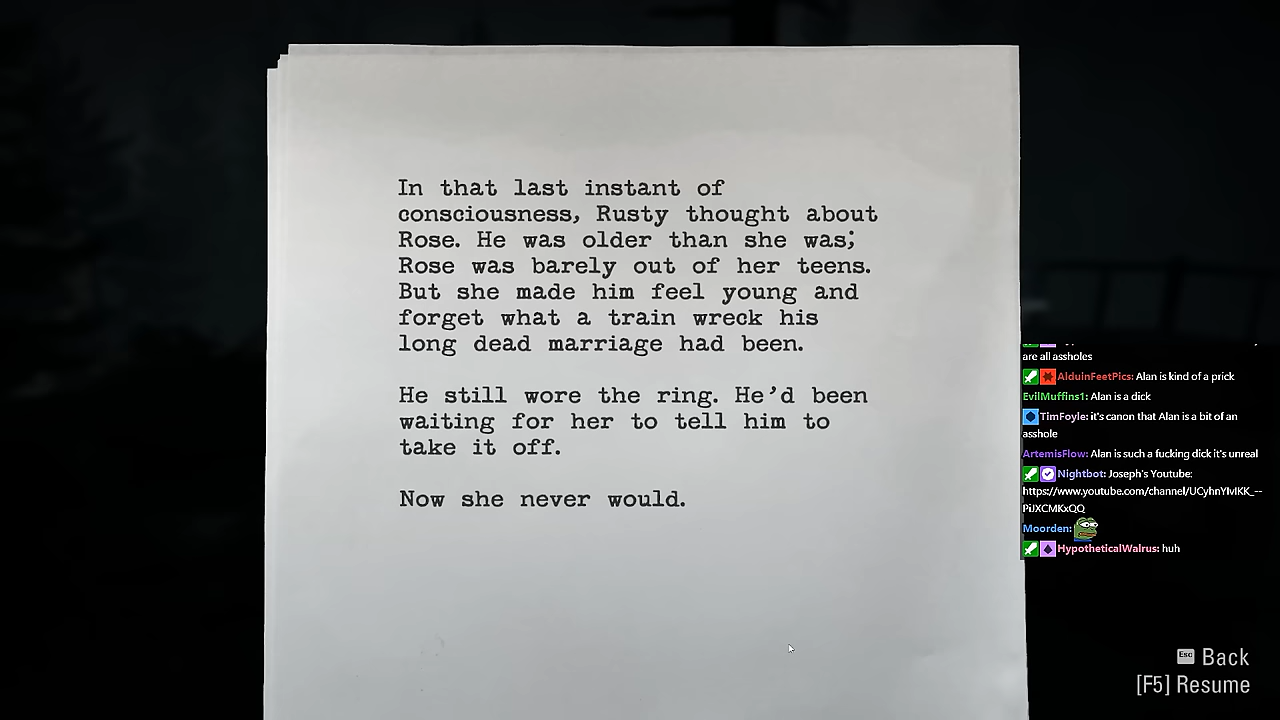 In that last instant of
consciousness, Rusty thought about
Rose. He was older than she was;
Rose was barely out of her teens.
But she made him feel young and
forget what a train wreck his
long dead marriage had been.
He still wore the ring. He'd been
waiting for her to tell him to
take it off.
Now she never would.
are all assholes
AlduinFeetPics: Alan is kind of a prick
EvilMuffins1: Alan is a dick
TimFoyle: it's canon that Alan is a bit of an
asshole
ArtemisFlow: Alan is such a fucking dick it's unreal
Nightbot: Joseph's Youtube:
https://www.youtube.com/channel/UCyhnYIvIKK_--
PiJXCMKxQQ
Moorden:
HypotheticalWalrus: huh
Esc Back
[F5] Resume